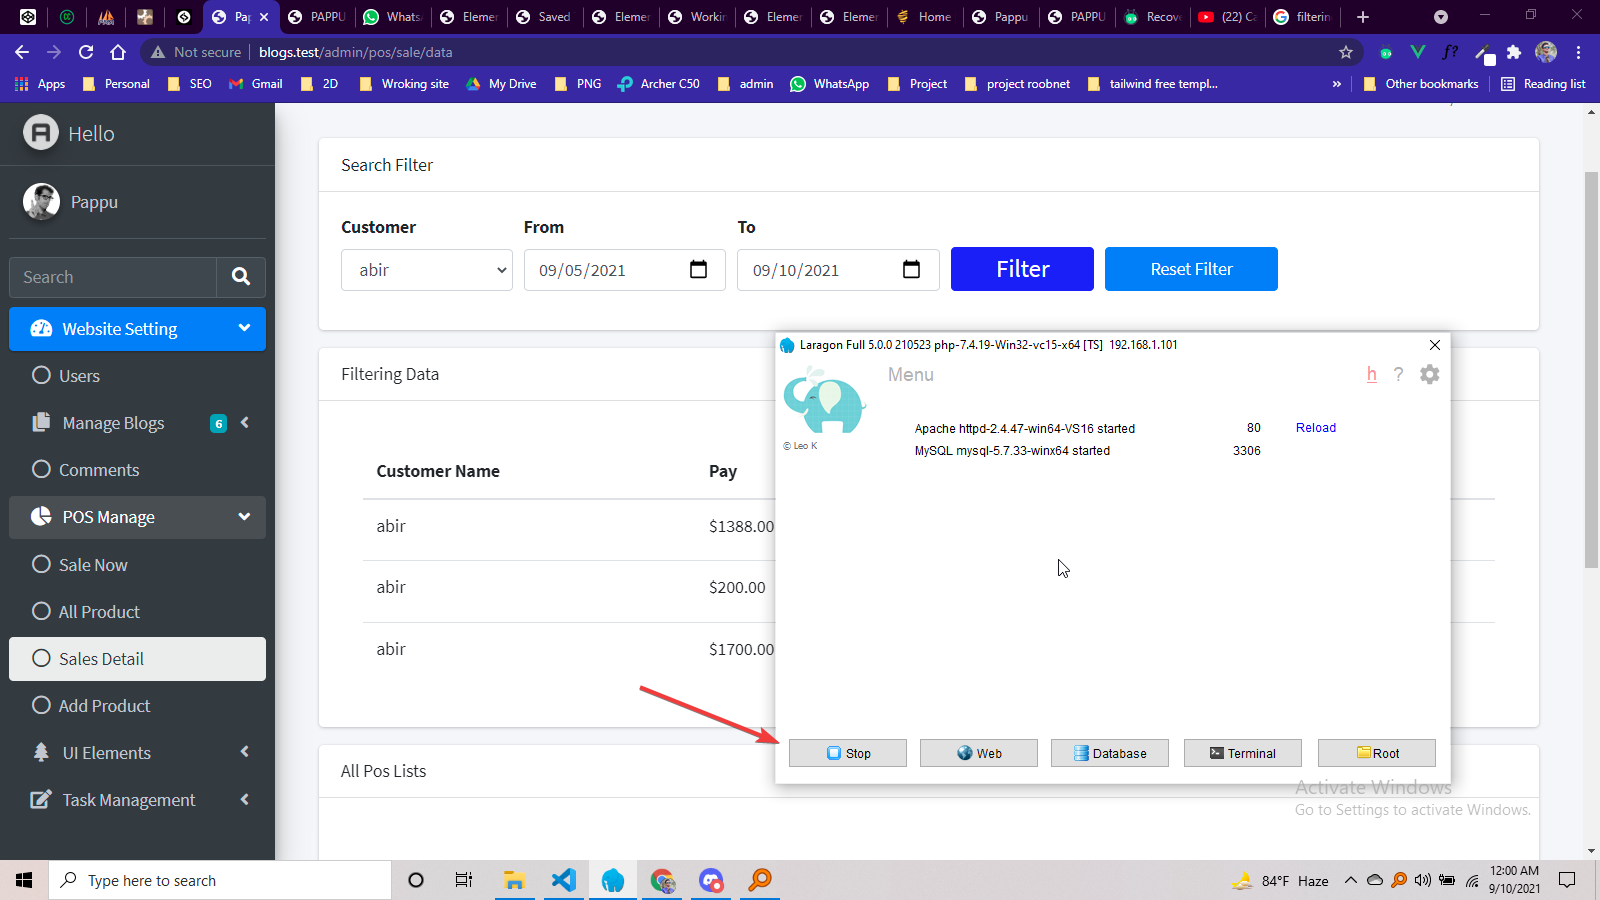 Pap
PAPPU
Whats
Elemer
Saved
Elemer
Workin
Elemer
Elemer
Home
Pappu
PAPPU
Recove
(22) Ca
filterin
Not secure
blogs.test/admin/pos/sale/data
f?
Apps
Personal
SEO
Gmail
2D
Wroking site
My Drive
PNG
Archer C50
admin
WhatsApp
Project
project roobnet
tailwind free templ...
»
Other bookmarks
Reading list
Hello
Pappu
Search
Website Setting
Users
Manage Blogs 6
Comments
POS Manage
Sale Now
All Product
Sales Detail
Add Product
UI Elements
Task Management
Search Filter
Customer From To
abir 09/05/2021 09/10/2021 Filter Reset Filter
Filtering Data
Customer Name Pay
abir $1388.00
abir $200.00
abir $1700.00
All Pos Lists
Laragon Full 5.0.0 210523 php-7.4.19-Win32-vc15-x64 [TS] 192.168.1.101
Menu h ?
© Leo K
Apache httpd-2.4.47-win64-VS16 started 80 Reload
MySQL mysql-5.7.33-winx64 started 3306
Stop Web Database Terminal Root
Activate Windows
Go to Settings to activate Windows.
Type here to search
84°F Haze
12:00 AM
9/10/2021